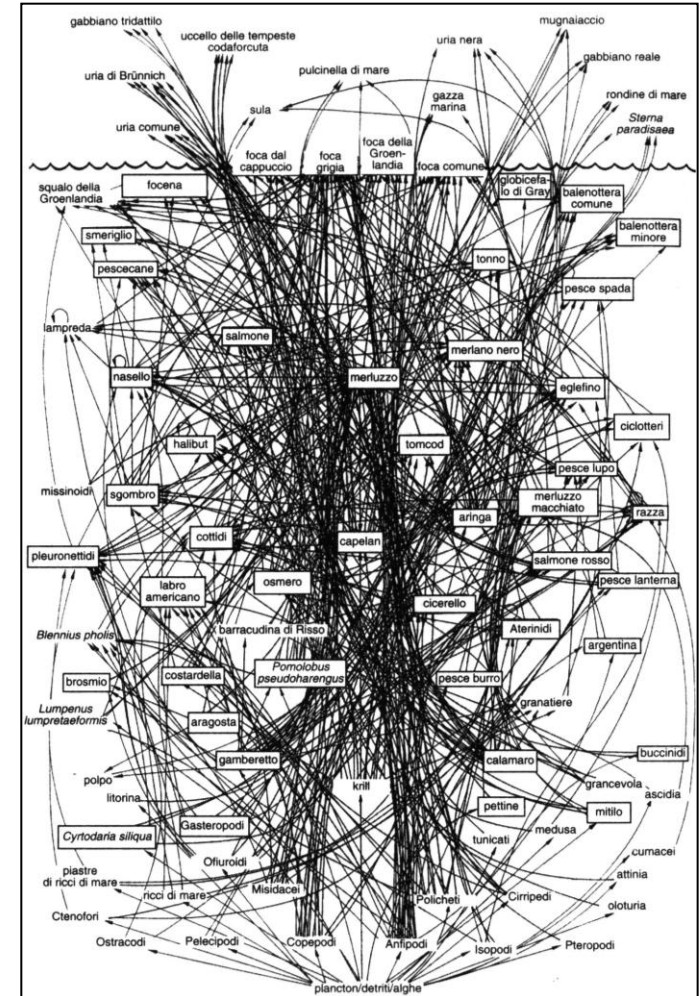 gabbiano tridattilo
uccello delle tempeste
codaforcuta
mugnaiaccio
uria nera
gabbiano reale
uria di Brünnich
pulcinella di mare
gazza
marina
rondine di mare
sula
Sterna
paradisaea
uria comune
foca dal
cappuccio
foca
grigia
foca della
Groen-
landia
foca comune
squalo della
Groenlandia
focena
globicefa-
lo di Gray
balenottera
comune
smeriglio
balenottera
minore
pescecane
tonno
pesce spada
lampreda
salmone
merlano nero
nasello
merluzzo
eglefino
halibut
tomcod
ciclotteri
pesce lupo
missinoidi
sgombro
merluzzo
macchiato
aringa
razza
cottidi
capelan
pleuronettidi
salmone rosso
osmero
pesce lanterna
labro
americano
cicerello
barracudina di Risso
Aterinidi
Blennius pholis
argentina
brosmio
costardella
Pomolobus
pseudoharengus
pesce burro
Lumpenus
lumpretaeformis
granatiere
aragosta
gamberetto
calamaro
buccinidi
polpo
krill
grancevola
litorina
pettine
ascidia
mitilo
Cyrtodaria siliqua
Gasteropodi
medusa
tunicati
Ofiuroidi
cumacei
piastre
di ricci di mare
ricci di mare
Misidacei
attinia
Policheti
Cirripedi
oloturia
Ctenofori
Ostracodi
Pelecipodi
Copepodi
Anfipodi
Isopodi
Pteropodi
plancton/detriti/alghe